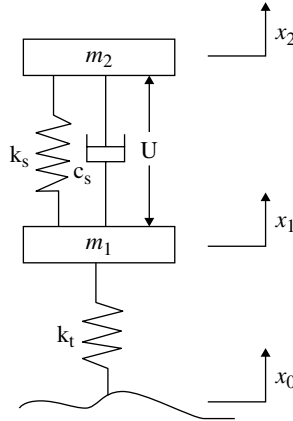 m₂
x₂
kₛ
cₛ
U
m₁
x₁
kₜ
x₀